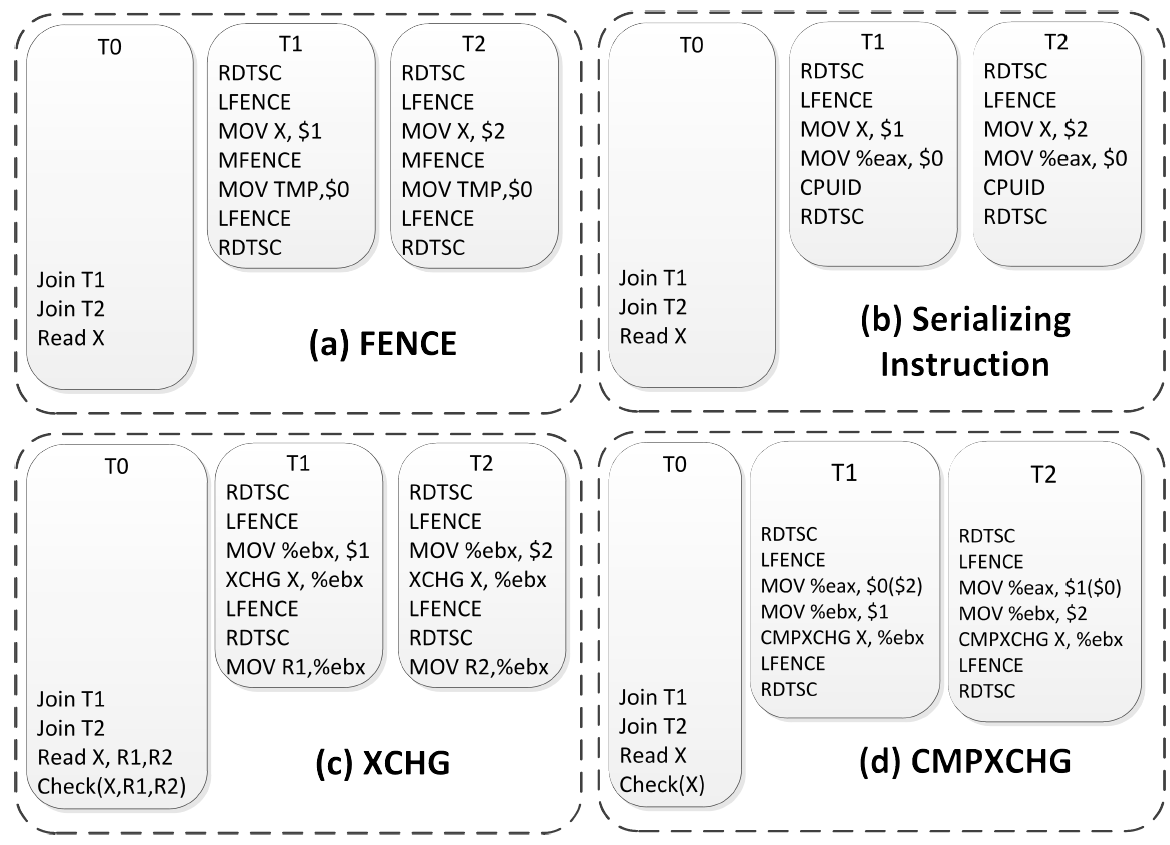 T0
Join T1
Join T2
Read X
T1
RDTSC
LFENCE
MOV X, $1
MFENCE
MOV TMP,$0
LFENCE
RDTSC
T2
RDTSC
LFENCE
MOV X, $2
MFENCE
MOV TMP,$0
LFENCE
RDTSC
(a) FENCE
T0
Join T1
Join T2
Read X
T1
RDTSC
LFENCE
MOV X, $1
MOV %eax, $0
CPUID
RDTSC
T2
RDTSC
LFENCE
MOV X, $2
MOV %eax, $0
CPUID
RDTSC
(b) Serializing
Instruction
T0
Join T1
Join T2
Read X, R1,R2
Check(X,R1,R2)
T1
RDTSC
LFENCE
MOV %ebx, $1
XCHG X, %ebx
LFENCE
RDTSC
MOV R1,%ebx
T2
RDTSC
LFENCE
MOV %ebx, $2
XCHG X, %ebx
LFENCE
RDTSC
MOV R2,%ebx
(c) XCHG
T0
Join T1
Join T2
Read X
Check(X)
T1
RDTSC
LFENCE
MOV %eax, $0($2)
MOV %ebx, $1
CMPXCHG X, %ebx
LFENCE
RDTSC
T2
RDTSC
LFENCE
MOV %eax, $1($0)
MOV %ebx, $2
CMPXCHG X, %ebx
LFENCE
RDTSC
(d) CMPXCHG